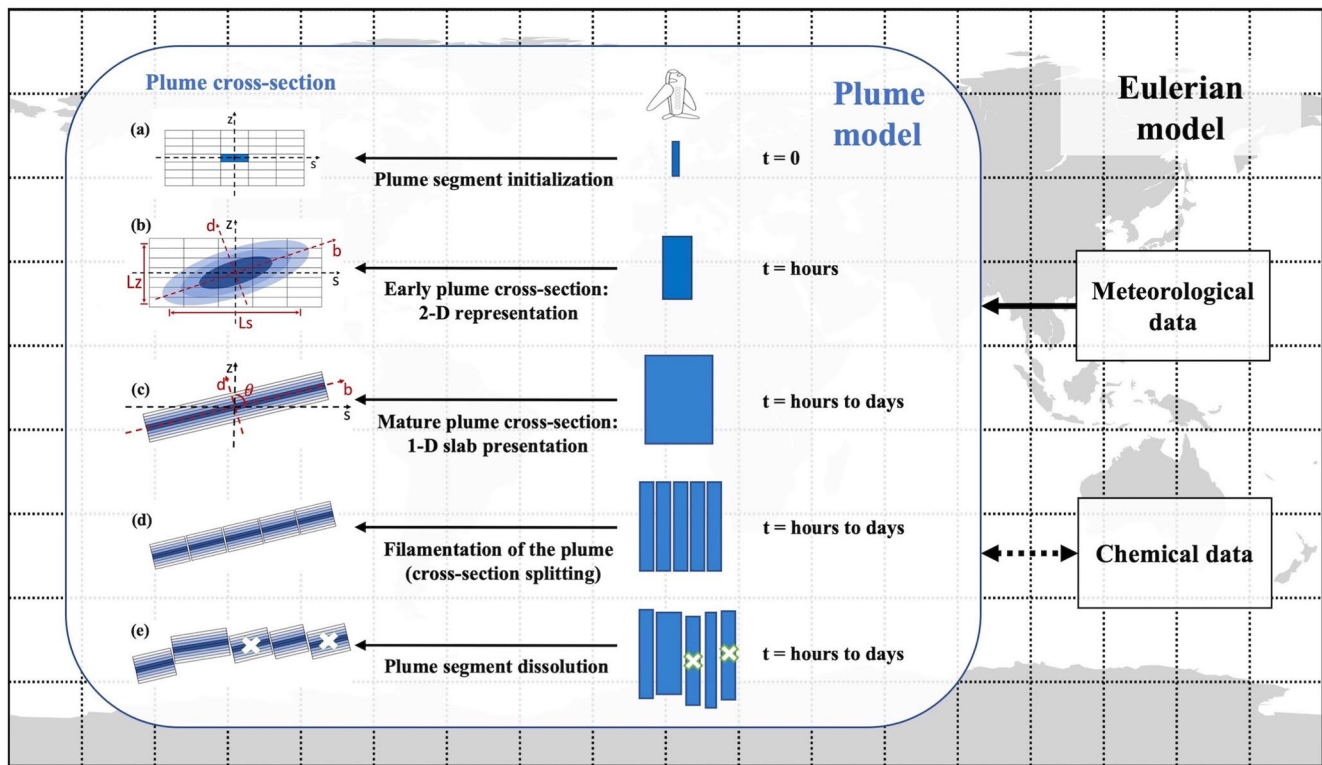 Plume cross-section
Plume
model
Eulerian
model
(a)
z
s
Plume segment initialization
t = 0
(b)
d
z
b
s
Lz
Ls
Early plume cross-section:
2-D representation
t = hours
Meteorological
data
(c)
z
d
θ
b
s
Mature plume cross-section:
1-D slab presentation
t = hours to days
(d)
Filamentation of the plume
(cross-section splitting)
t = hours to days
Chemical data
(e)
Plume segment dissolution
t = hours to days